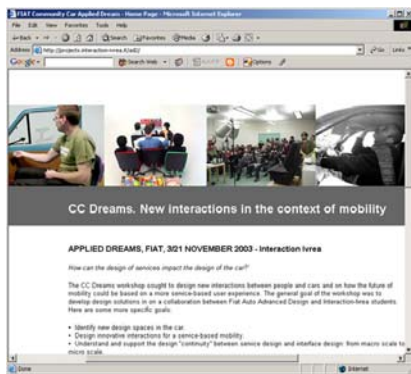 FIAT Community Car Applied Dream - Home Page - Microsoft Internet Explorer
File Edit View Favorites Tools Help
Back Search Favorites Media
Address http://projects.interaction-ivrea.it/ad2/ Go Links
Google Search Web Options
CC Dreams. New interactions in the context of mobility
APPLIED DREAMS, FIAT, 3/21 NOVEMBER 2003 - Interaction Ivrea
How can the design of services impact the design of the car?
The CC Dreams workshop sought to design new interactions between people and cars and on how the future of
mobility could be based on a more service-based user experience. The general goal of the workshop was to
develop design solutions in on a collaboration between Fiat Auto Advanced Design and Interaction-Ivrea students.
Here are some more specific goals:
• Identify new design spaces in the car.
• Design innovative interactions for a service-based mobility.
• Understand and support the design "continuity" between service design and interface design: from macro scale to
micro scale.
Done Internet